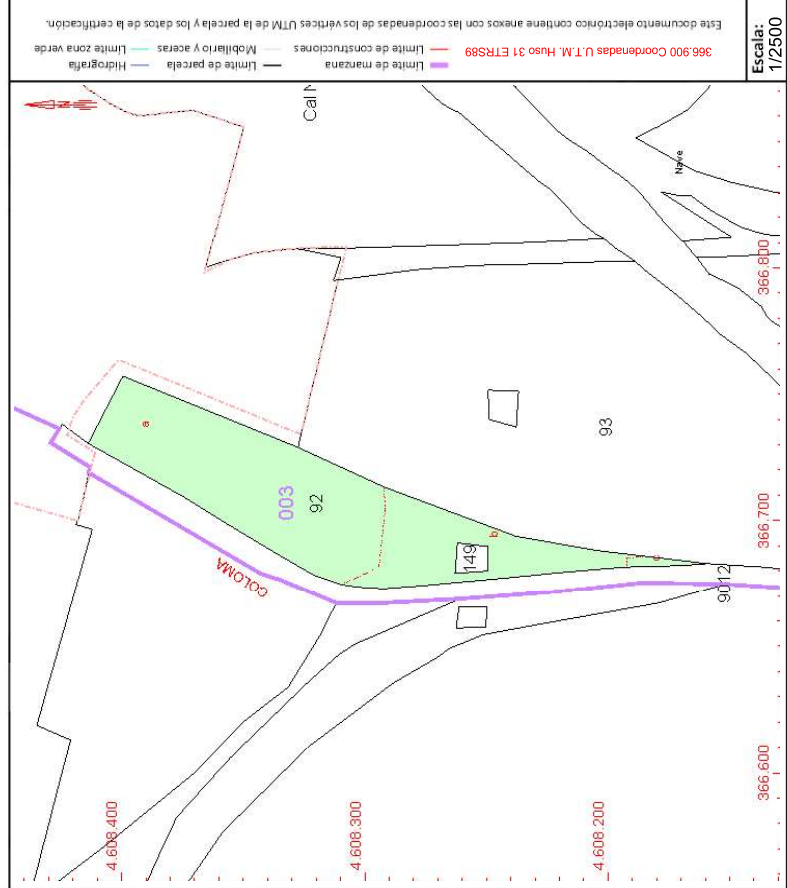 Este documento electrónico contiene anexos con las coordenadas de los vértices UTM de la parcela y los datos de la certificación.
366.900 Coordenadas U.T.M. Huso 31 ETRS89
Límite de manzana
Límite de parcela
Hidrografía
Límite de construcciones
Mobiliario y aceras
Límite zona verde
Escala:
1/2500
N
Cal N
Nave
366.800
a
003
92
93
366.700
b
149
c
COLOMA
9012
366.600
4.608.400
4.608.300
4.608.200